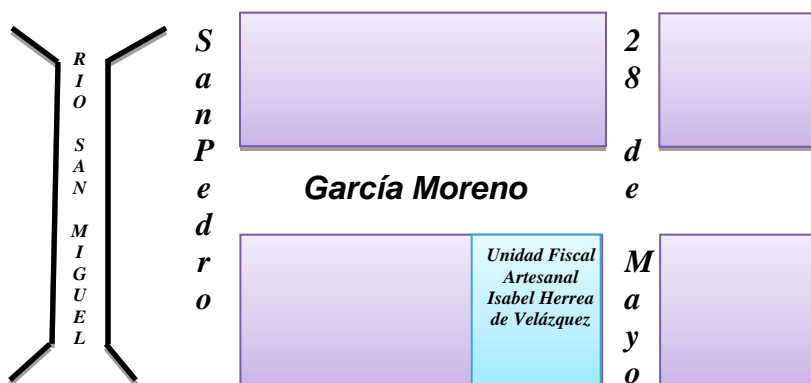 RIO SAN MIGUEL
San Pedro
28 de Mayo
García Moreno
Unidad Fiscal
Artesanal
Isabel Herrea
de Velázquez